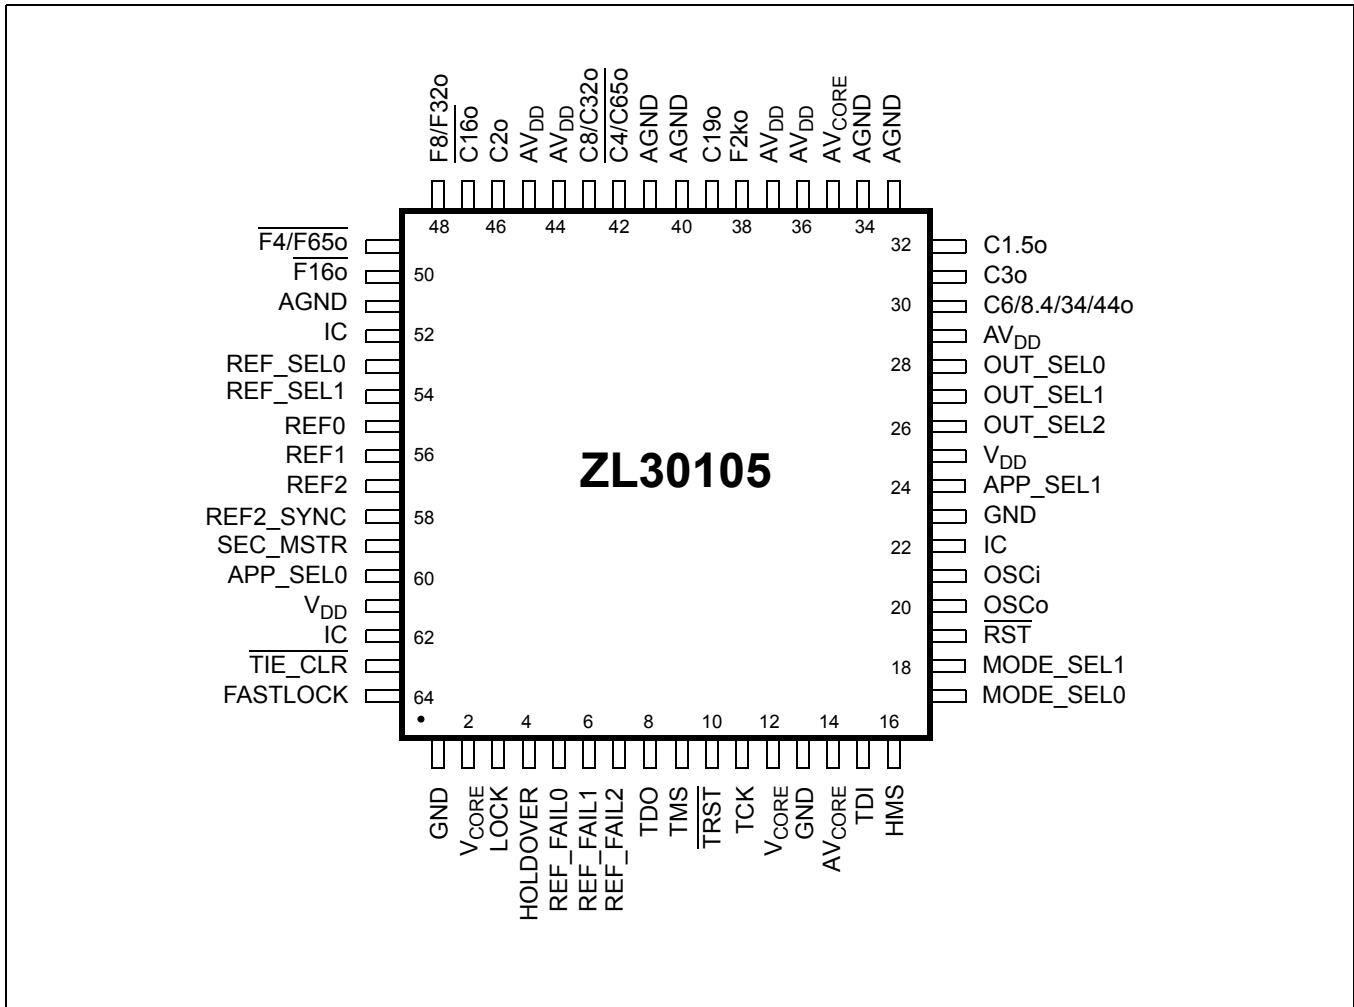 F8/F32o
C16o
C2o
AVDD
AVDD
C8/C32o
C4/C65o
AGND
AGND
C19o
F2ko
AVDD
AVDD
AVCORE
AGND
AGND
48 46 44 42 40 38 36 34
F4/F65o
F16o
AGND
IC
REF_SEL0
REF_SEL1
REF0
REF1
REF2
REF2_SYNC
SEC_MSTR
APP_SEL0
VDD
IC
TIE_CLR
FASTLOCK
50
52
54
56
58
60
62
64
ZL30105
32
30
28
26
24
22
20
18
C1.5o
C3o
C6/8.4/34/44o
AVDD
OUT_SEL0
OUT_SEL1
OUT_SEL2
VDD
APP_SEL1
GND
IC
OSCi
OSCo
RST
MODE_SEL1
MODE_SEL0
2 4 6 8 10 12 14 16
GND
VCORE
LOCK
HOLDOVER
REF_FAIL0
REF_FAIL1
REF_FAIL2
TDO
TMS
TRST
TCK
VCORE
GND
AVCORE
TDI
HMS